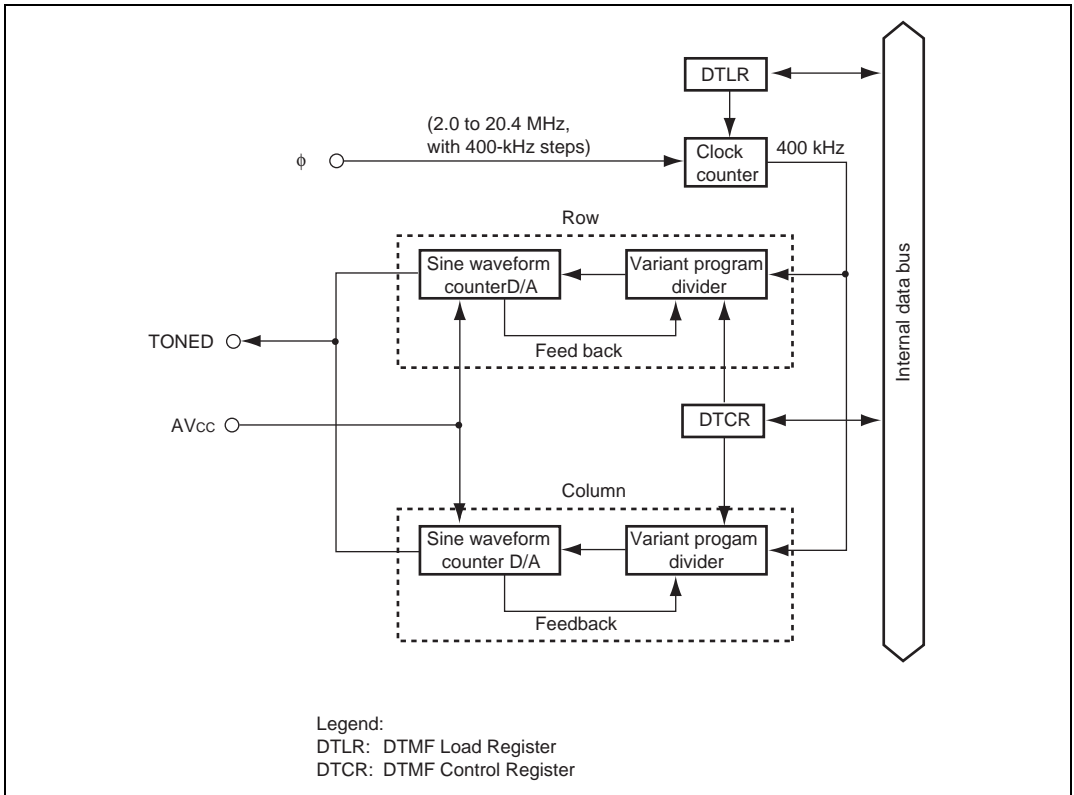 DTLR
(2.0 to 20.4 MHz,
with 400-kHz steps)
ϕ
Clock
counter
400 kHz
Row
Sine waveform
counterD/A
Variant program
divider
Feed back
TONED
Internal data bus
AVcc
DTCR
Column
Sine waveform
counter D/A
Variant progam
divider
Feedback
Legend:
DTLR: DTMF Load Register
DTCR: DTMF Control Register